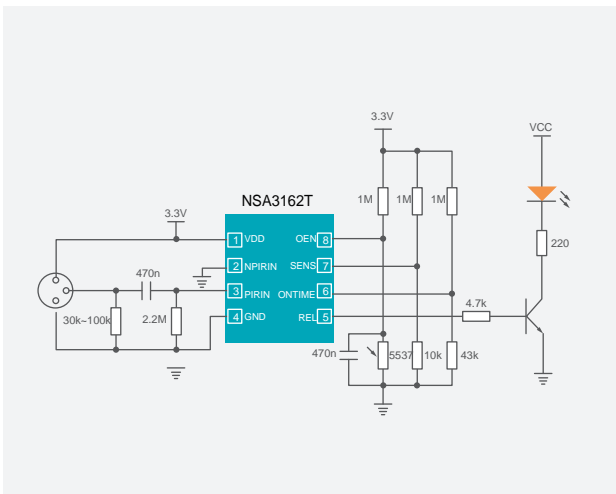 3.3V
VCC
1M
1M
1M
NSA3162T
3.3V
220
1
VDD
OEN
8
2
NPIRIN
SENS
7
470n
3
PIRIN
ONTIME
6
4.7k
30k~100k
2.2M
4
GND
REL
5
470n
5537
10k
43k